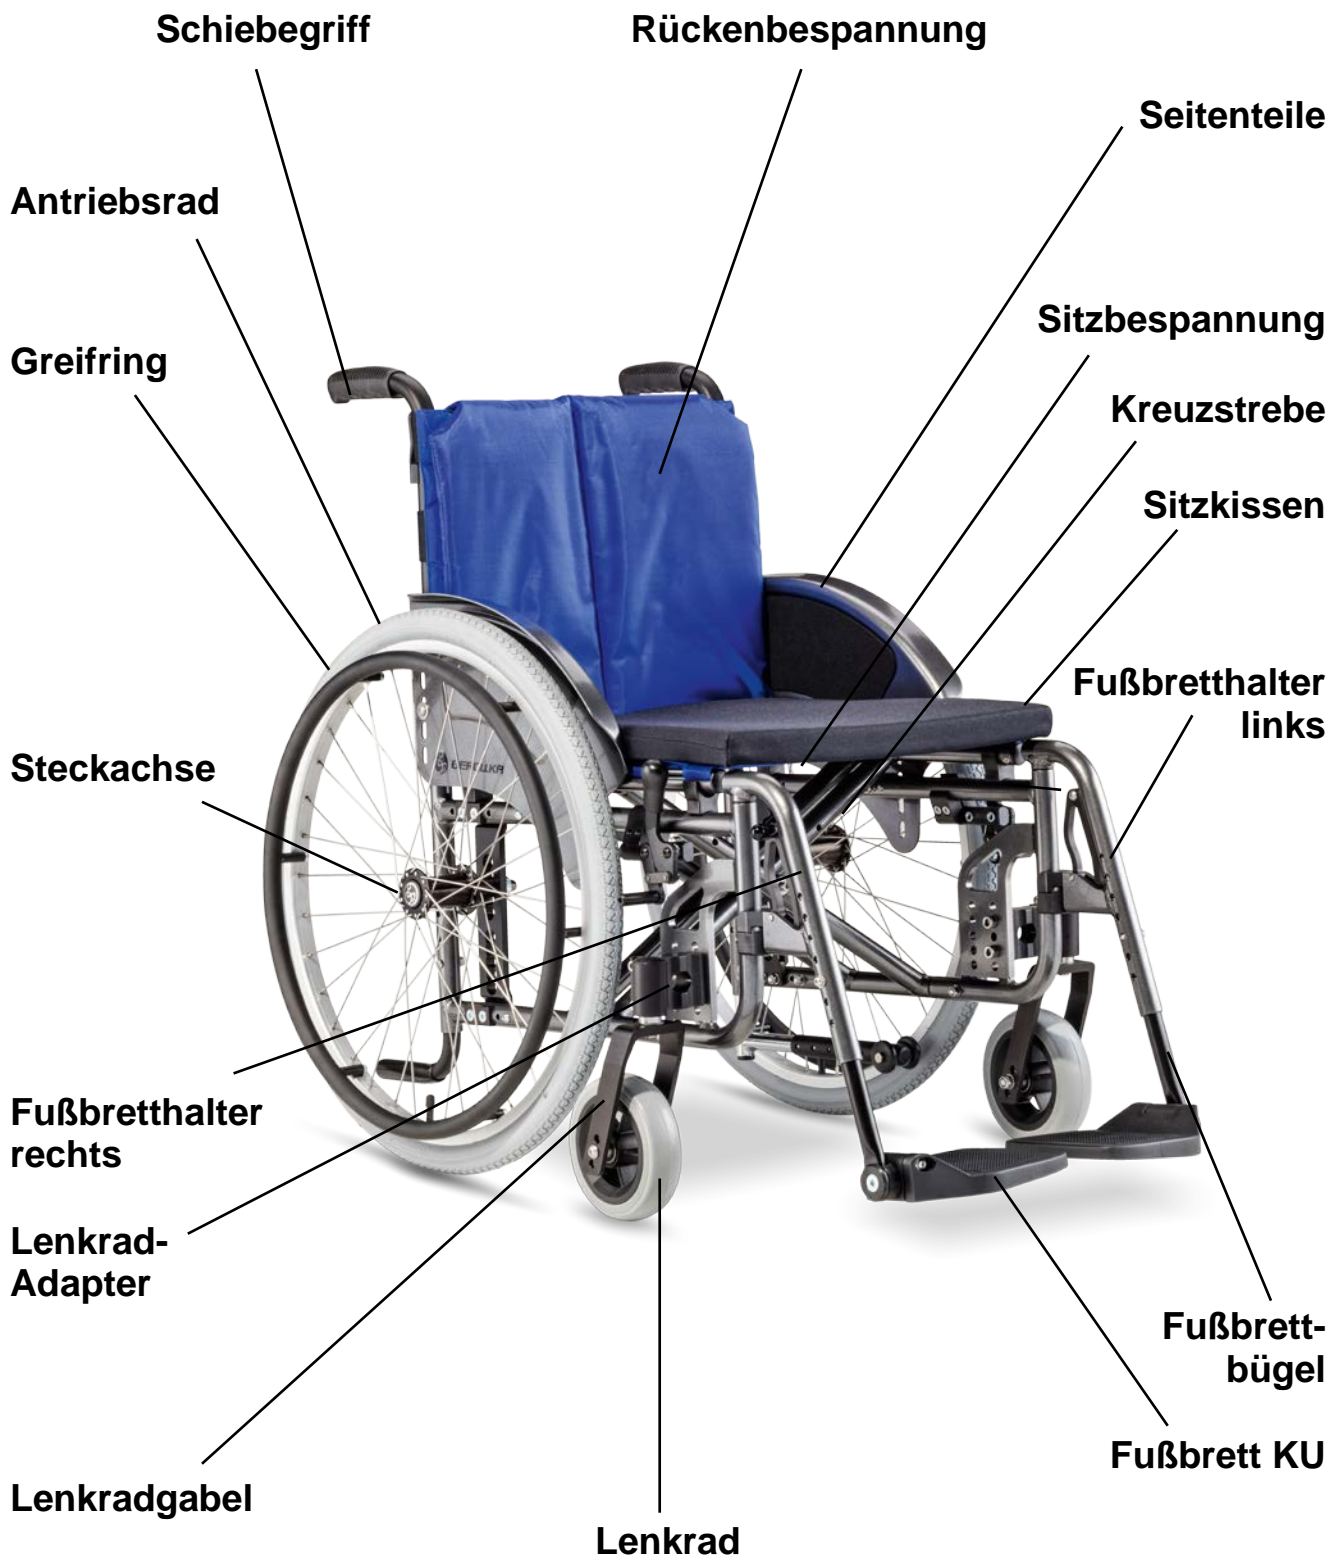 Schiebegriff
Rückenbespannung
Seitenteile
Antriebsrad
Sitzbespannung
Greifring
Kreuzstrebe
Sitzkissen
Fußbretthalter
links
Steckachse
Fußbretthalter
rechts
Lenkrad-
Adapter
Fußbrett-
bügel
Fußbrett KU
Lenkradgabel
Lenkrad